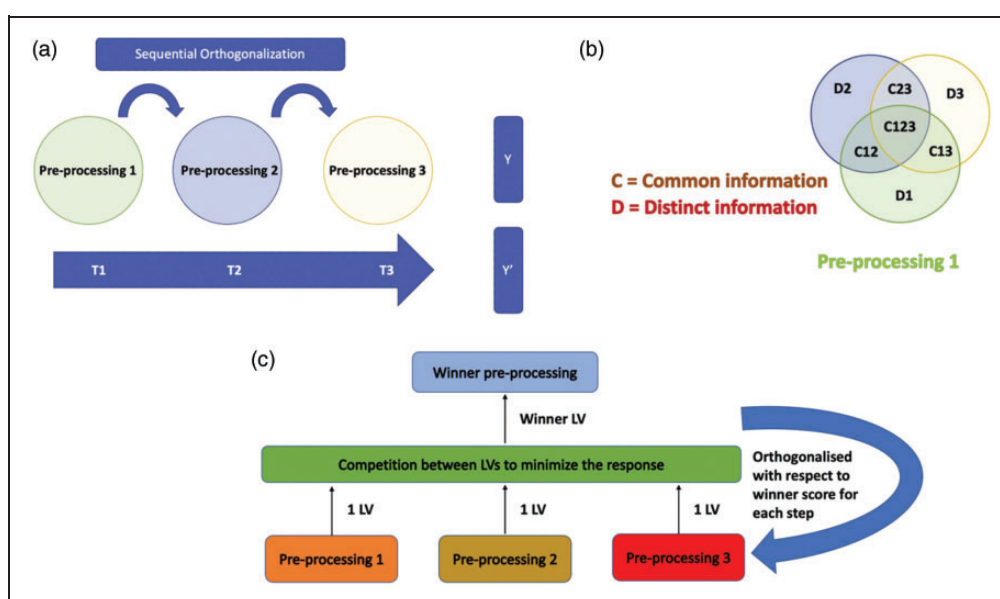 (a)
Sequential Orthogonalization
Pre-processing 1
Pre-processing 2
Pre-processing 3
Y
T1
T2
T3
Y'
(b)
D2
C23
D3
C123
C12
C13
D1
C = Common information
D = Distinct information
Pre-processing 1
(c)
Winner pre-processing
Winner LV
Competition between LVs to minimize the response
Orthogonalised
with respect to
winner score for
each step
1 LV
1 LV
1 LV
Pre-processing 1
Pre-processing 2
Pre-processing 3